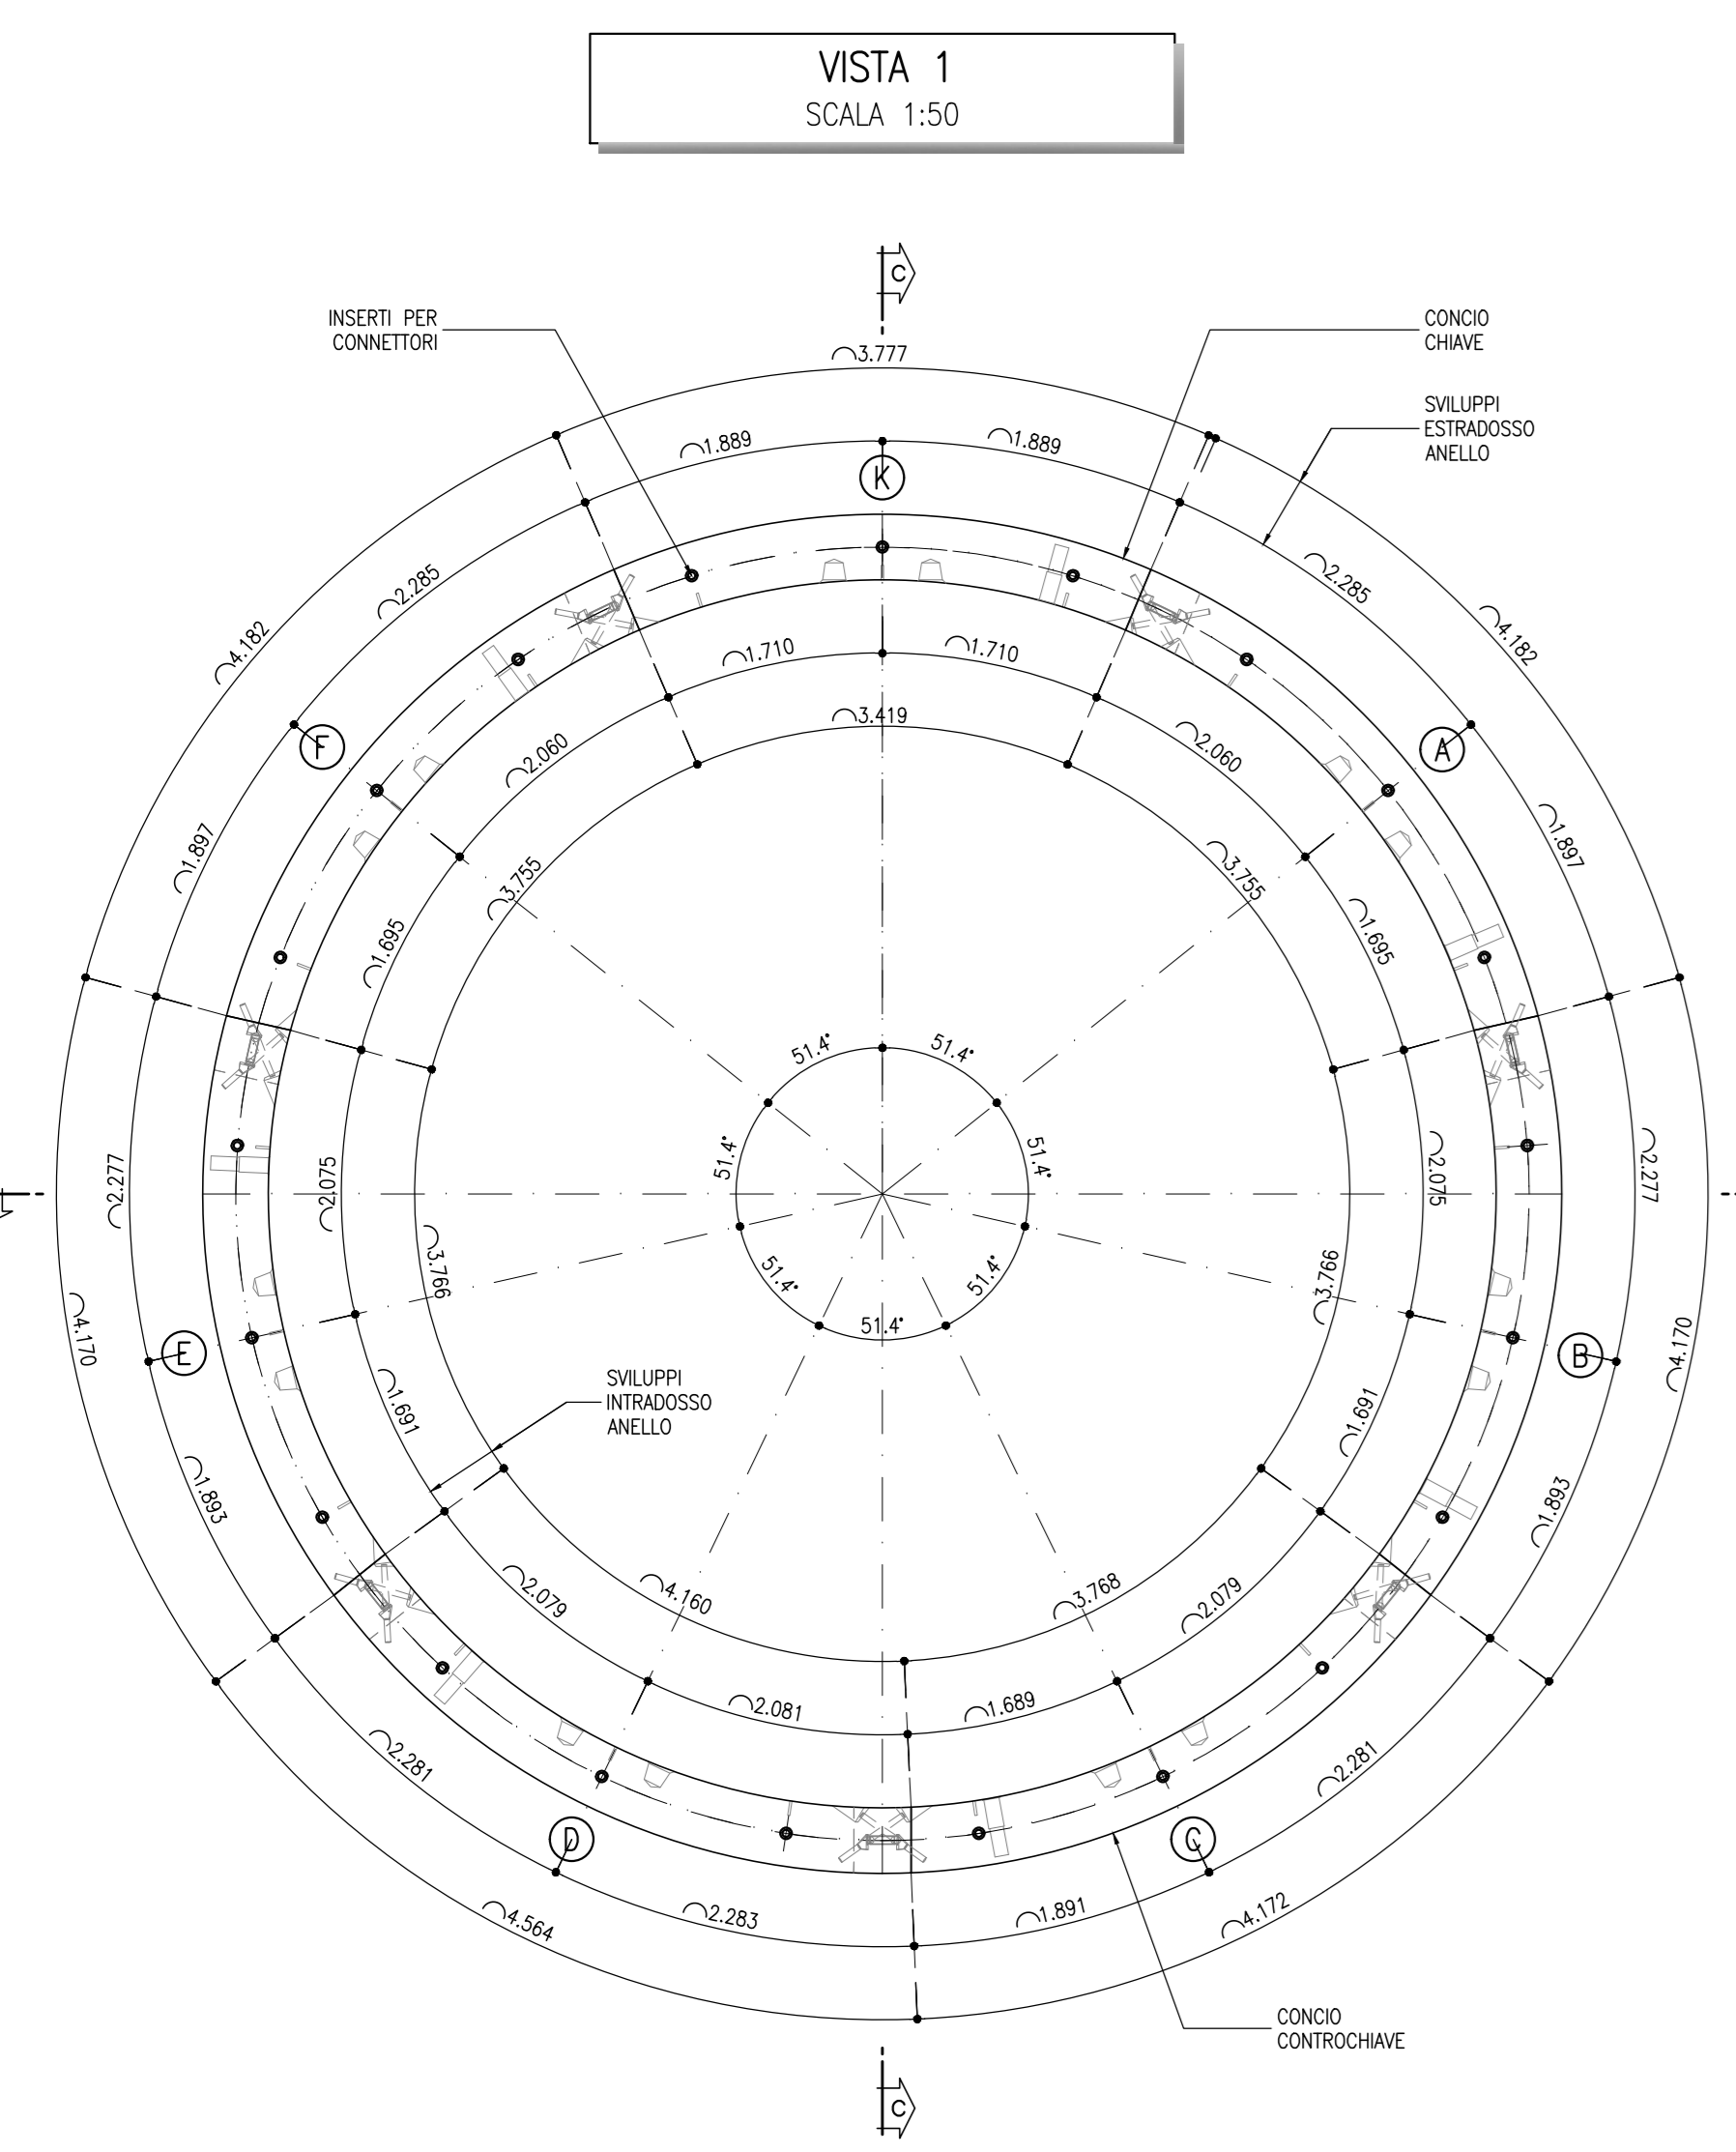 VISTA 1
SCALA 1:50
C
INSERTI PER
CONNETTORI
CONCIO
CHIAVE
3.777
SVILUPPI
ESTRADOSSO
ANELLO
1.889
1.889
K
2.285
2.285
4.182
4.182
1.710
1.710
3.419
F
A
2.060
2.060
1.897
1.897
3.755
3.755
1.695
1.695
51.4°
51.4°
51.4°
51.4°
2.277
2.075
2.075
2.277
3.766
3.766
51.4°
51.4°
51.4°
4.170
4.170
E
B
SVILUPPI
INTRADOSSO
ANELLO
1.691
1.691
1.893
1.893
2.079
4.160
3.768
2.079
2.081
1.689
2.281
2.281
D
C
4.564
2.283
1.891
4.172
CONCIO
CONTROCHIAVE
C